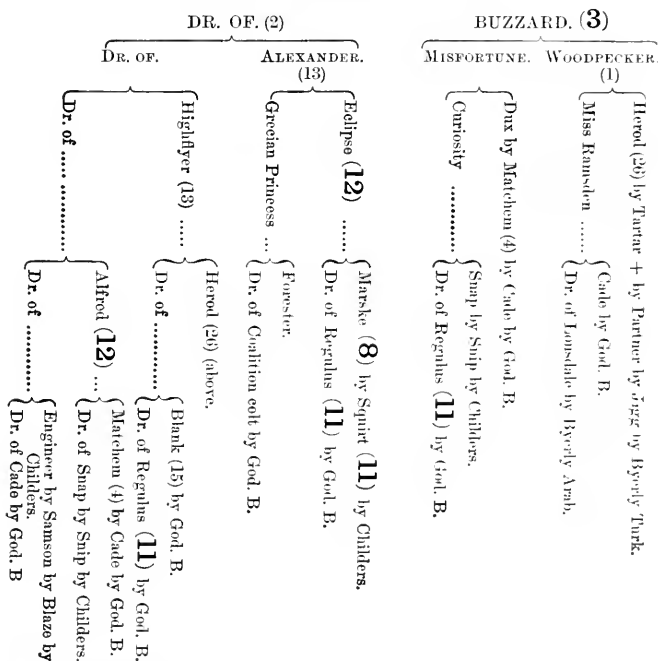 DR. OF. (2)
BUZZARD. (3)
DR. OF.
ALEXANDER.
(13)
MISFORTUNE.
WOODPECKER.
(1)
Herod (26) by Tartar + by Partner by Jigg by Byerly Turk.
Miss Ramsden ......
Cade by God. B.
Dr. of Lonsdale by Byerly Arab.
Dux by Matchem (4) by Cade by God. B.
Curiosity .........
Snap by Snip by Childers.
Dr. of Regulus (11) by God. B.
Eclipse (12) ......
Marske (8) by Squirt (11) by Childers.
Dr. of Regulus (11) by God. B.
Grecian Princess ...
Forester.
Dr. of Coalition colt by God. B.
Highflyer (13) ......
Herod (26) (above.
Dr. of ...............
Blank (15) by God. B.
Dr. of Regulus (11) by God. B.
Dr. of ...... ............
Alfred (12) ...
Matchem (4) by Cade by God. B.
Dr. of Snap by Snip by Childers.
Dr. of ...............
Engineer by Samson by Blaze by
Childers.
Dr. of Cade by God. B